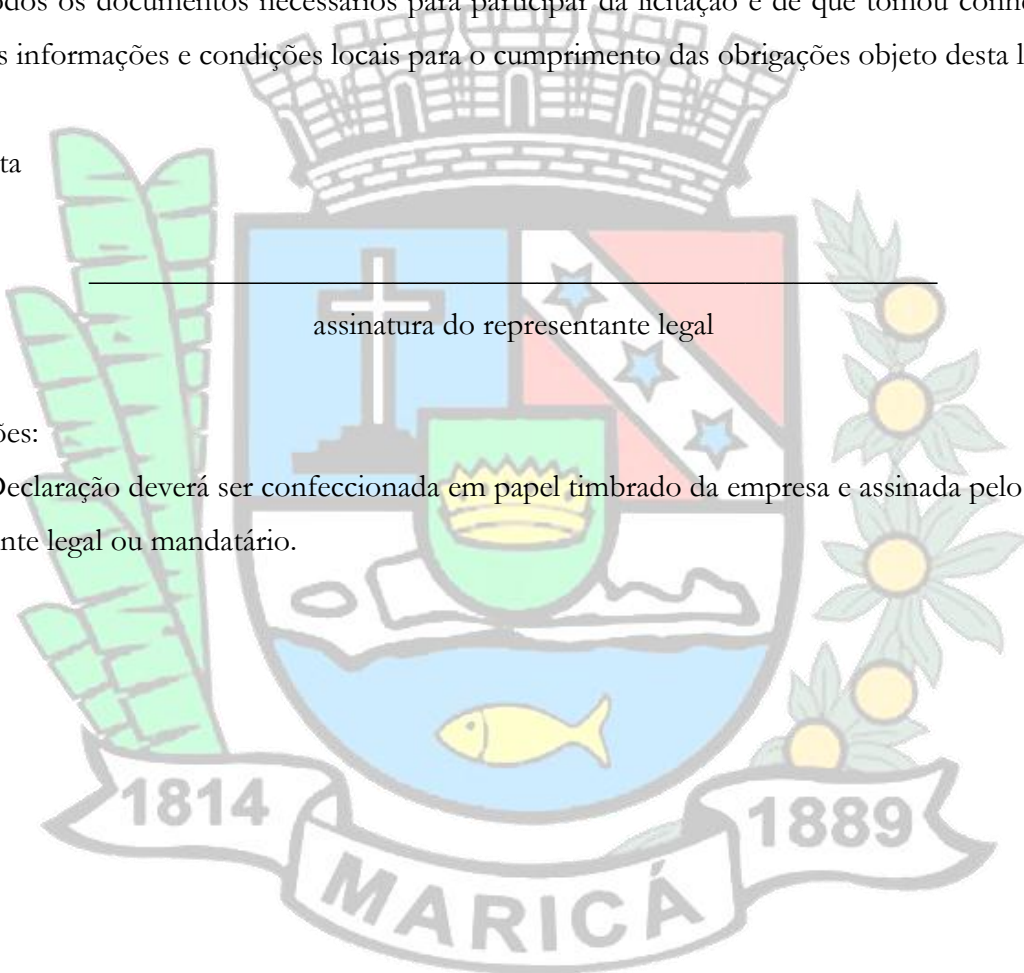 odos os documentos necessários para participar da licitação e de que tomou conh
s informações e condições locais para o cumprimento das obrigações objeto desta l
ta
assinatura do representante legal
ões:
Declaração deverá ser confeccionada em papel timbrado da empresa e assinada pelo
nte legal ou mandatário.
1814
1889
MARICÁ